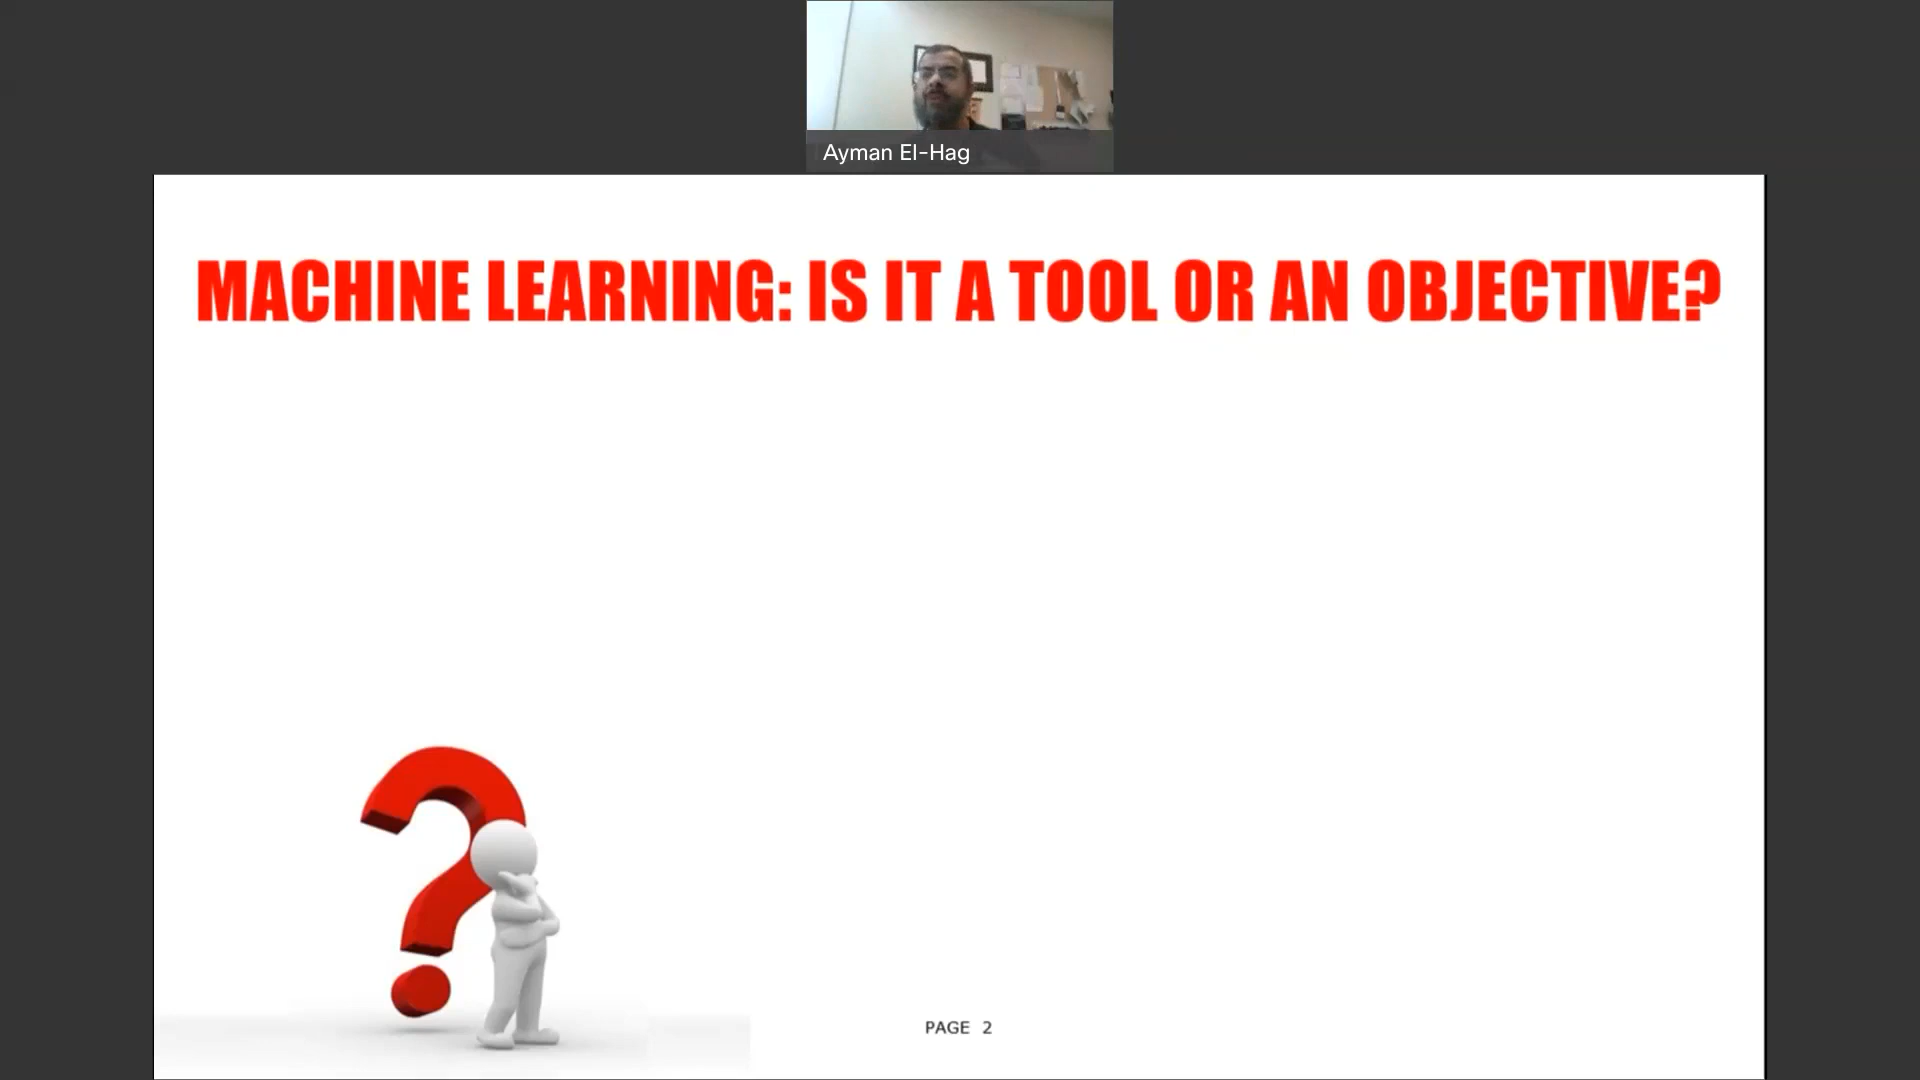 Ayman El-Hag
MACHINE LEARNING: IS IT A TOOL OR AN OBJECTIVE?
PAGE 2